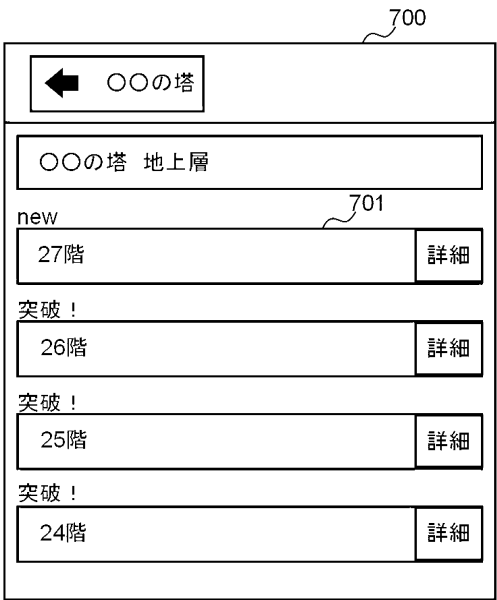 700
← ○○の塔
○○の塔 地上層
new
701
27階 詳細
突破！
26階 詳細
突破！
25階 詳細
突破！
24階 詳細